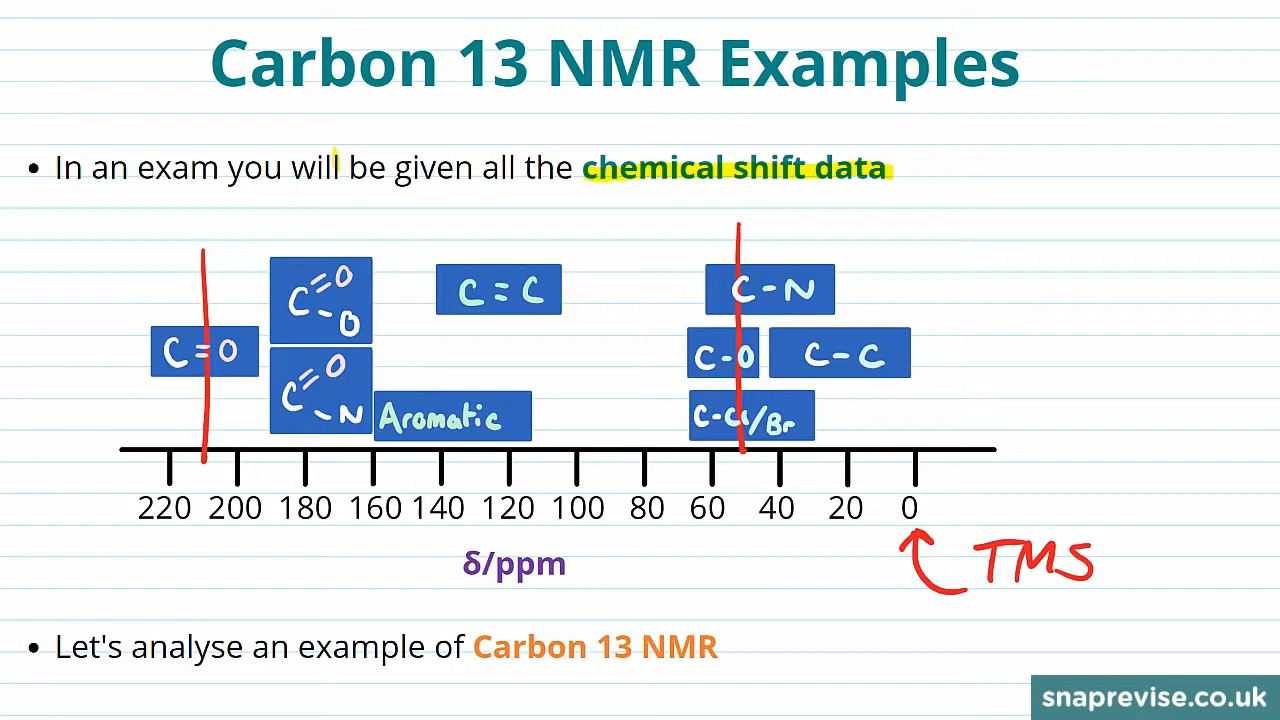 Carbon 13 NMR Examples
• In an exam you will be given all the chemical shift data
C=O
C=O
-O
C=O
-N
Aromatic
C=C
C-N
C-O
C-C
C-Cl/Br
220 200 180 160 140 120 100 80 60 40 20 0
δ/ppm
TMS
• Let's analyse an example of Carbon 13 NMR
snaprevise.co.uk